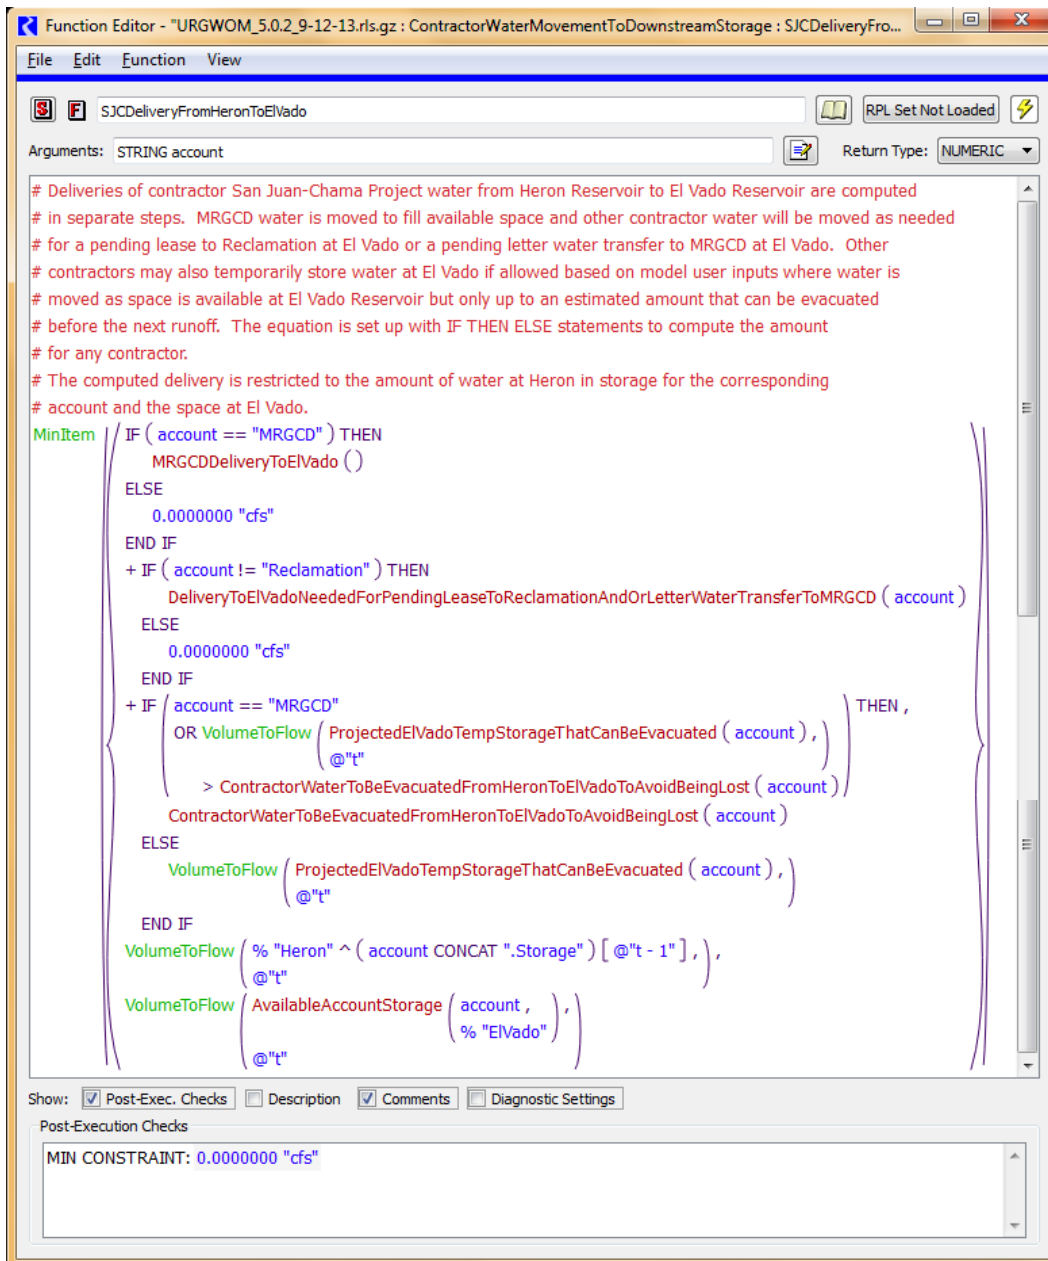 Function Editor - "URGWOM_5.0.2_9-12-13.rls.gz : ContractorWaterMovementToDownstreamStorage : SJCDeliveryFro...
File Edit Function View
S F SJCDeliveryFromHeronToElVado RPL Set Not Loaded
Arguments: STRING account Return Type: NUMERIC
# Deliveries of contractor San Juan-Chama Project water from Heron Reservoir to El Vado Reservoir are computed
# in separate steps. MRGCD water is moved to fill available space and other contractor water will be moved as needed
# for a pending lease to Reclamation at El Vado or a pending letter water transfer to MRGCD at El Vado. Other
# contractors may also temporarily store water at El Vado if allowed based on model user inputs where water is
# moved as space is available at El Vado Reservoir but only up to an estimated amount that can be evacuated
# before the next runoff. The equation is set up with IF THEN ELSE statements to compute the amount
# for any contractor.
# The computed delivery is restricted to the amount of water at Heron in storage for the corresponding
# account and the space at El Vado.
MinItem IF ( account == "MRGCD" ) THEN
MRGCDDeliveryToElVado ()
ELSE
0.0000000 "cfs"
END IF
+ IF ( account != "Reclamation" ) THEN
DeliveryToElVadoNeededForPendingLeaseToReclamationAndOrLetterWaterTransferToMRGCD ( account )
ELSE
0.0000000 "cfs"
END IF
+ IF ( account == "MRGCD" THEN ,
OR VolumeToFlow ( ProjectedElVadoTempStorageThatCanBeEvacuated ( account ) ,
@"t" )
> ContractorWaterToBeEvacuatedFromHeronToElVadoToAvoidBeingLost ( account ) )
ContractorWaterToBeEvacuatedFromHeronToElVadoToAvoidBeingLost ( account )
ELSE
VolumeToFlow ( ProjectedElVadoTempStorageThatCanBeEvacuated ( account ) ,
@"t" )
END IF
VolumeToFlow ( % "Heron" ^ ( account CONCAT ".Storage" ) [ @"t - 1" ] , ) ,
@"t"
VolumeToFlow ( AvailableAccountStorage ( account , ) , )
% "ElVado"
@"t"
Show: Post-Exec. Checks Description Comments Diagnostic Settings
Post-Execution Checks
MIN CONSTRAINT: 0.0000000 "cfs"